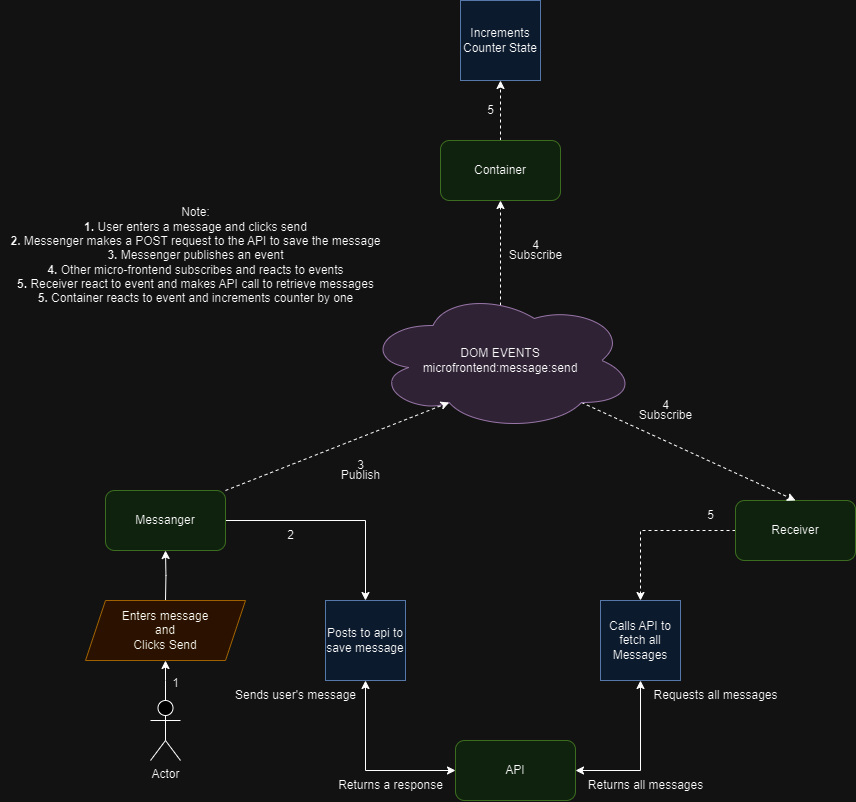 Increments
Counter State
5
Container
4
Subscribe
Note:
1. User enters a message and clicks send
2. Messenger makes a POST request to the API to save the message
3. Messenger publishes an event
4. Other micro-frontend subscribes and reacts to events
5. Receiver react to event and makes API call to retrieve messages
5. Container reacts to event and increments counter by one
DOM EVENTS
microfrontend:message:send
4
Subscribe
3
Publish
Messanger
2
5
Receiver
Enters message
and
Clicks Send
Posts to api to
save message
Calls API to
fetch all
Messages
1
Actor
Sends user's message
Requests all messages
API
Returns a response
Returns all messages